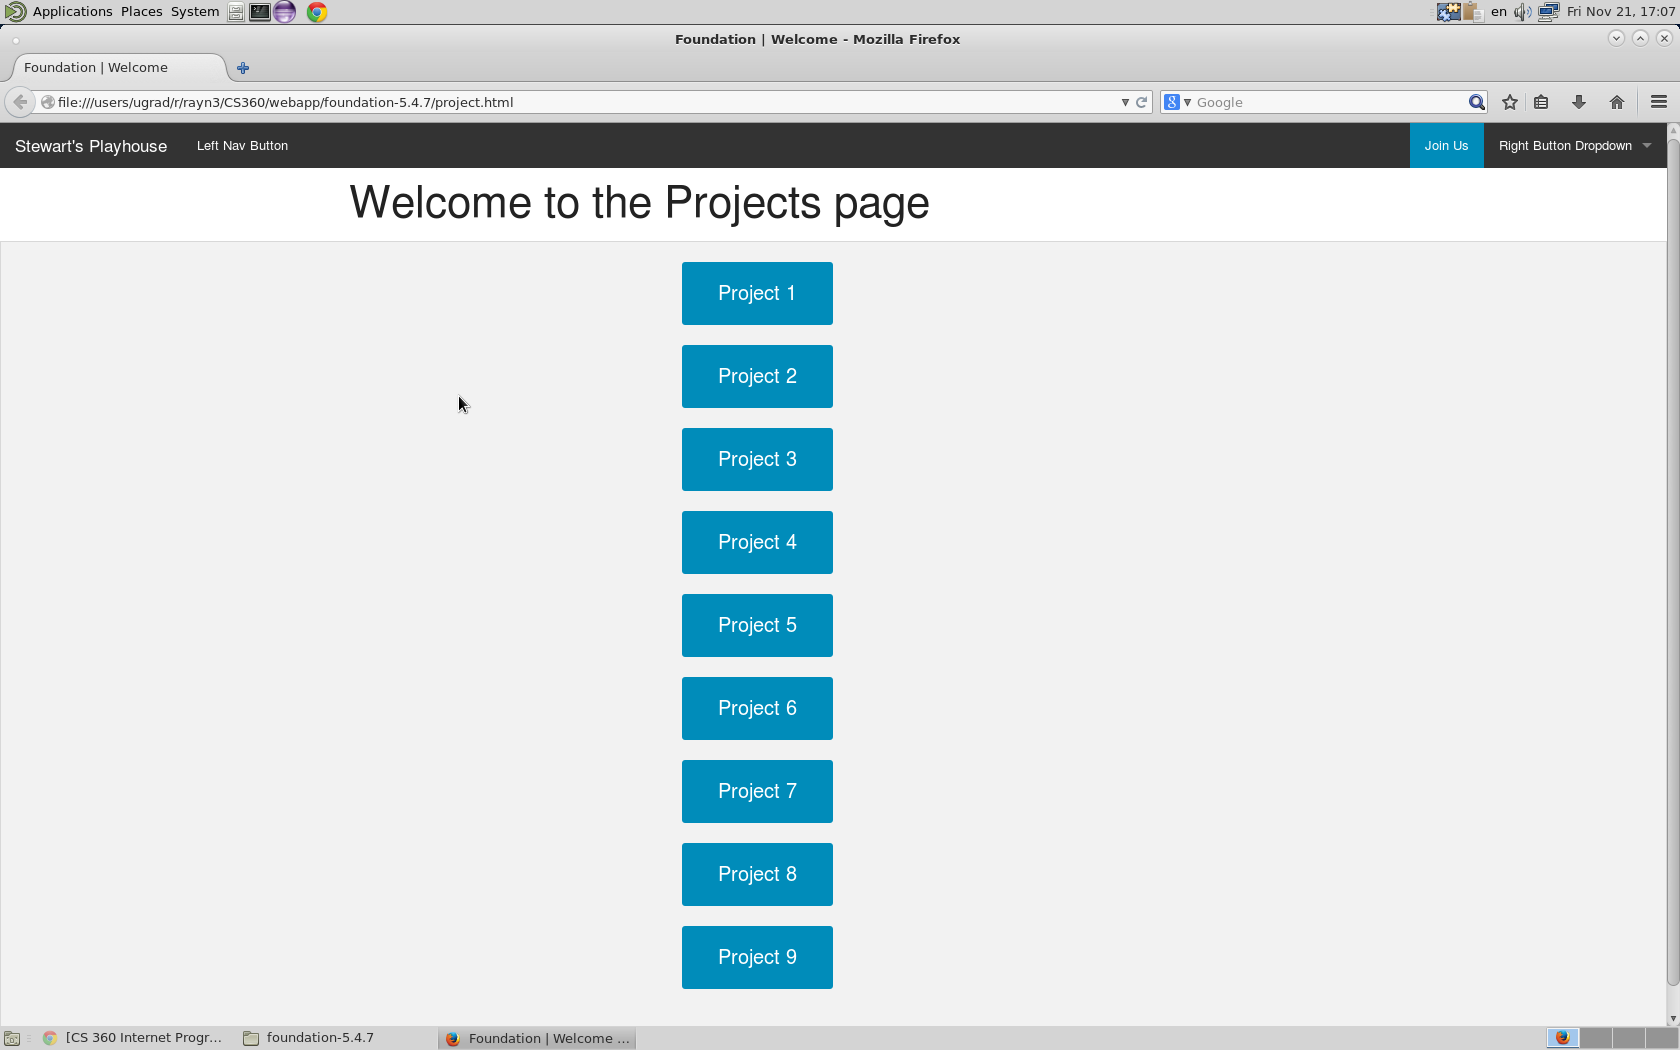 Applications Places System
en Fri Nov 21, 17:07
Foundation | Welcome - Mozilla Firefox
Foundation | Welcome
file:///users/ugrad/r/rayn3/CS360/webapp/foundation-5.4.7/project.html
8 Google
Stewart's Playhouse Left Nav Button Join Us Right Button Dropdown
Welcome to the Projects page
Project 1
Project 2
Project 3
Project 4
Project 5
Project 6
Project 7
Project 8
Project 9
[CS 360 Internet Progr... foundation-5.4.7 Foundation | Welcome ...